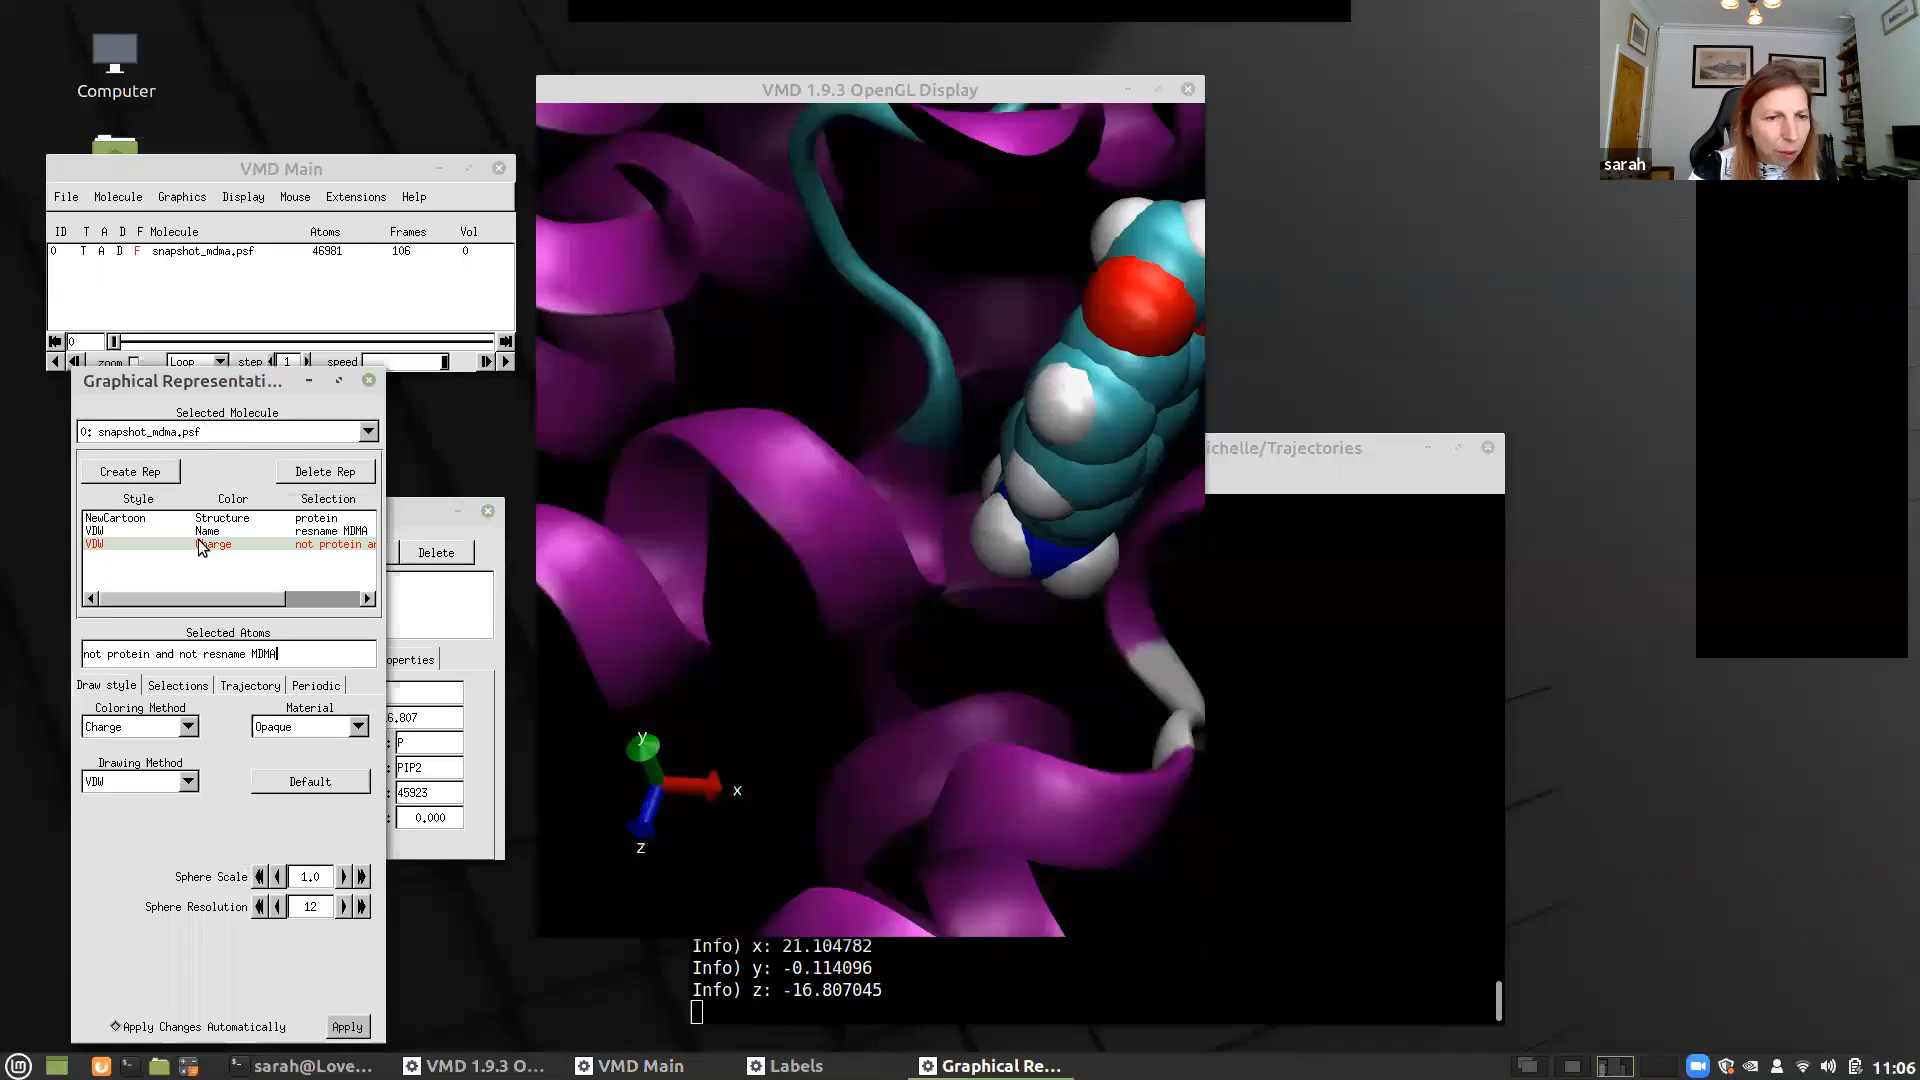 Computer
sarah
VMD 1.9.3 OpenGL Display
VMD Main
File Molecule Graphics Display Mouse Extensions Help
ID T A D F Molecule Atoms Frames Vol
0 T A D F snapshot_mdma.psf 46981 106 0
0
zoom Loop step 1 speed
Graphical Representati...
Selected Molecule
0: snapshot_mdma.psf
Create Rep Delete Rep
Style Color Selection
NewCartoon Structure protein
VDW Name resname MDMA
VDW Charge not protein an
Selected Atoms
not protein and not resname MDMA
Draw style Selections Trajectory Periodic
Coloring Method Material
Charge Opaque
Drawing Method
VDW Default
Sphere Scale 1.0
Sphere Resolution 12
Apply Changes Automatically Apply
Delete
operties
6.807
: P
: PIP2
: 45923
: 0.000
y
x
z
ichelle/Trajectories
Info) x: 21.104782
Info) y: -0.114096
Info) z: -16.807045
sarah@Love... VMD 1.9.3 O... VMD Main Labels Graphical Re... 11:06